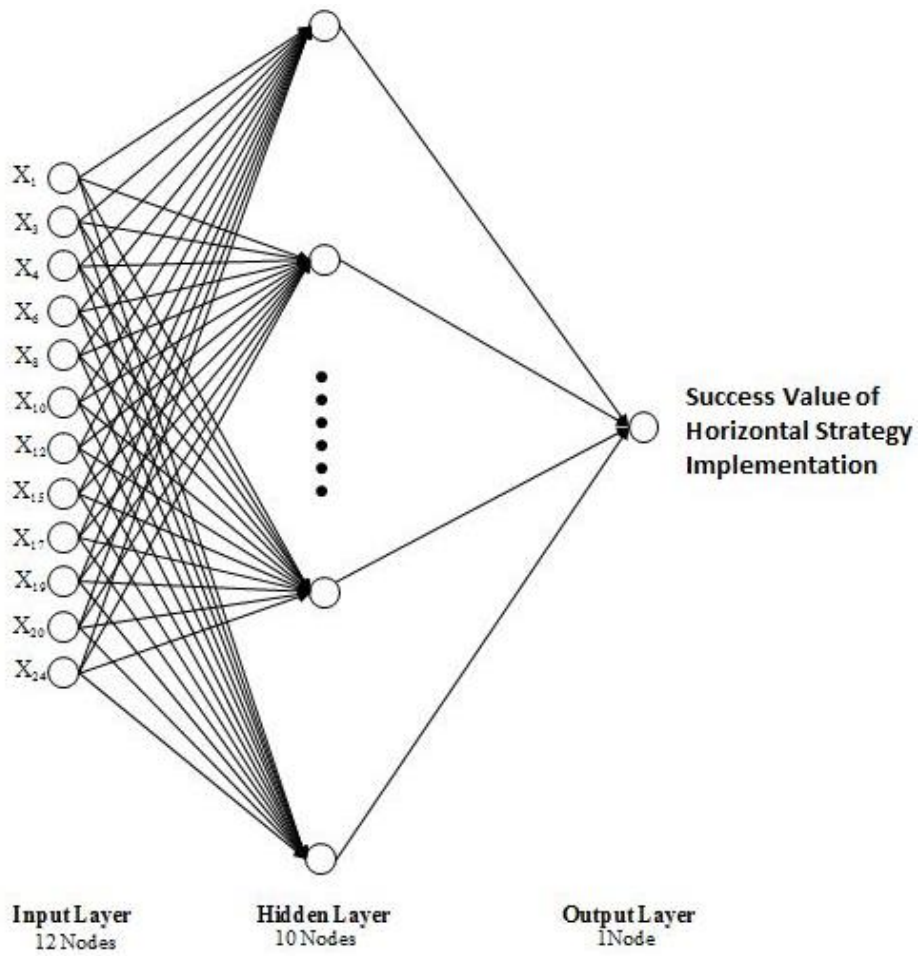 X₁
X₃
X₄
X₆
X₈
X₁₀
X₁₂
X₁₅
X₁₇
X₁₉
X₂₀
X₂₄
Success Value of
Horizontal Strategy
Implementation
Input Layer
12 Nodes
Hidden Layer
10 Nodes
Output Layer
1Node